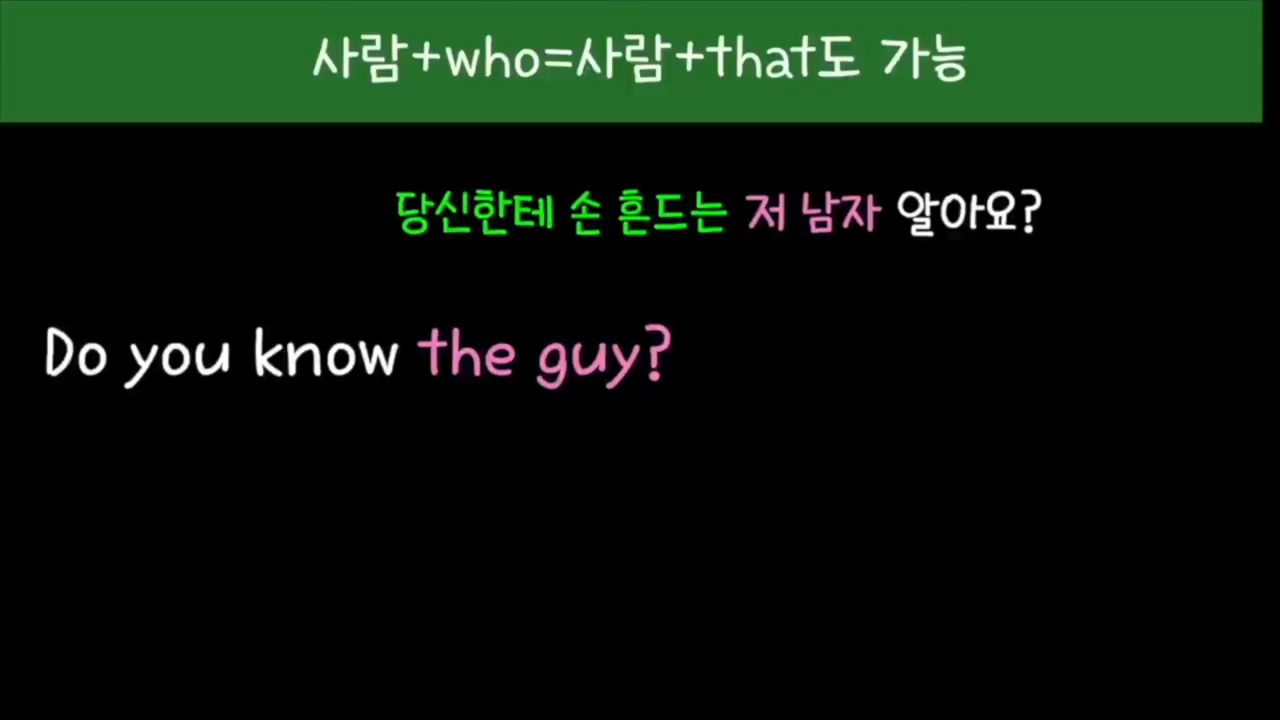 사람+who=사람+that도 가능
당신한테 손 흔드는 저 남자 알아요?
Do you know the guy?